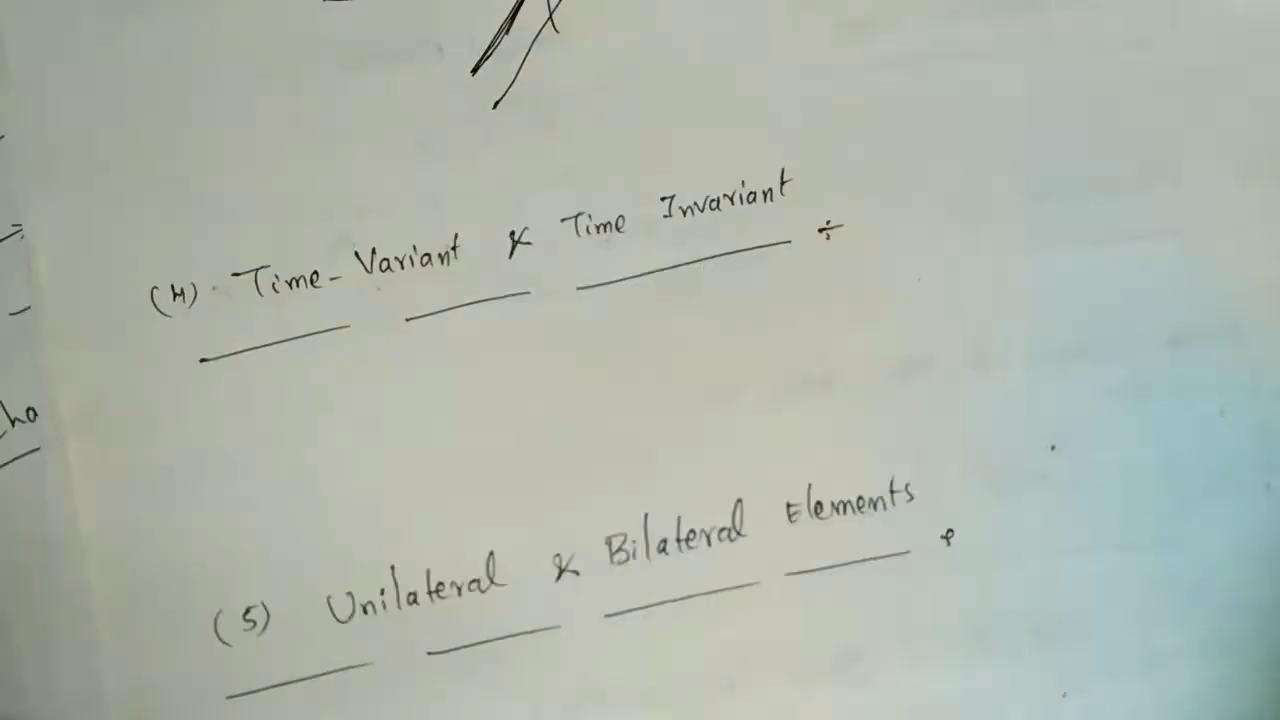 (4) Time-Variant & Time Invariant :-
(5) Unilateral & Bilateral Elements